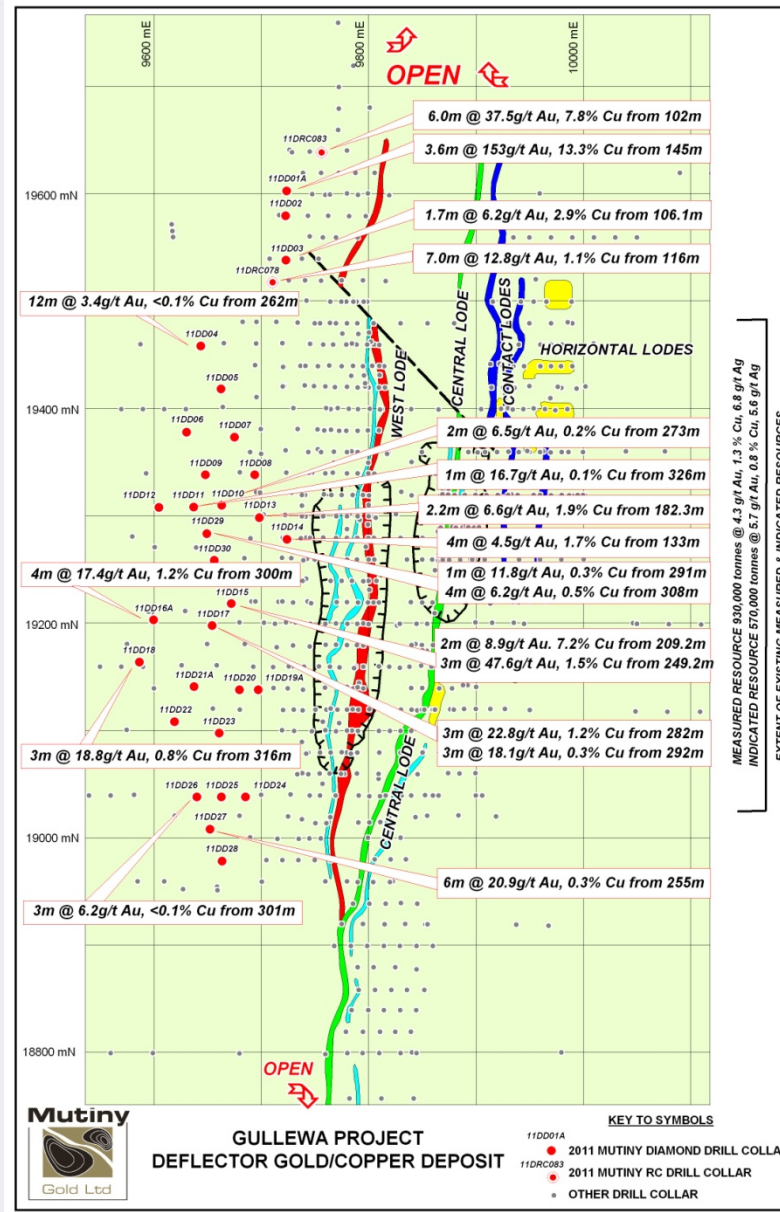 9600 mE
9800 mE
10000 mE
OPEN
6.0m @ 37.5g/t Au, 7.8% Cu from 102m
11DRC083
3.6m @ 153g/t Au, 13.3% Cu from 145m
19600 mN
11DD01A
11DD02
1.7m @ 6.2g/t Au, 2.9% Cu from 106.1m
11DD03
11DRC078
7.0m @ 12.8g/t Au, 1.1% Cu from 116m
12m @ 3.4g/t Au, <0.1% Cu from 262m
11DD04
WEST LODE
CENTRAL LODE
CONTACT LODES
HORIZONTAL LODES
11DD05
19400 mN
11DD06
11DD07
2m @ 6.5g/t Au, 0.2% Cu from 273m
11DD09
11DD08
1m @ 16.7g/t Au, 0.1% Cu from 326m
11DD12
11DD11
11DD10
11DD13
2.2m @ 6.6g/t Au, 1.9% Cu from 182.3m
11DD29
11DD14
4m @ 4.5g/t Au, 1.7% Cu from 133m
11DD30
1m @ 11.8g/t Au, 0.3% Cu from 291m
4m @ 6.2g/t Au, 0.5% Cu from 308m
4m @ 17.4g/t Au, 1.2% Cu from 300m
11DD16A
11DD15
11DD17
19200 mN
2m @ 8.9g/t Au. 7.2% Cu from 209.2m
3m @ 47.6g/t Au, 1.5% Cu from 249.2m
11DD18
11DD21A
11DD20
11DD19A
11DD22
11DD23
3m @ 22.8g/t Au, 1.2% Cu from 282m
3m @ 18.1g/t Au, 0.3% Cu from 292m
3m @ 18.8g/t Au, 0.8% Cu from 316m
CENTRAL LODE
11DD26
11DD25
11DD24
11DD27
19000 mN
11DD28
6m @ 20.9g/t Au, 0.3% Cu from 255m
3m @ 6.2g/t Au, <0.1% Cu from 301m
MEASURED RESOURCE 930,000 tonnes @ 4.3 g/t Au, 1.3 % Cu, 6.8 g/t Ag
INDICATED RESOURCE 570,000 tonnes @ 5.7 g/t Au, 0.8 % Cu, 5.6 g/t Ag
EXTENT OF EXISTING MEASURED & INDICATED RESOURCES
18800 mN
OPEN
Mutiny
Gold Ltd
GULLEWA PROJECT
DEFLECTOR GOLD/COPPER DEPOSIT
KEY TO SYMBOLS
11DD01A
2011 MUTINY DIAMOND DRILL COLLA
11DRC083
2011 MUTINY RC DRILL COLLAR
OTHER DRILL COLLAR